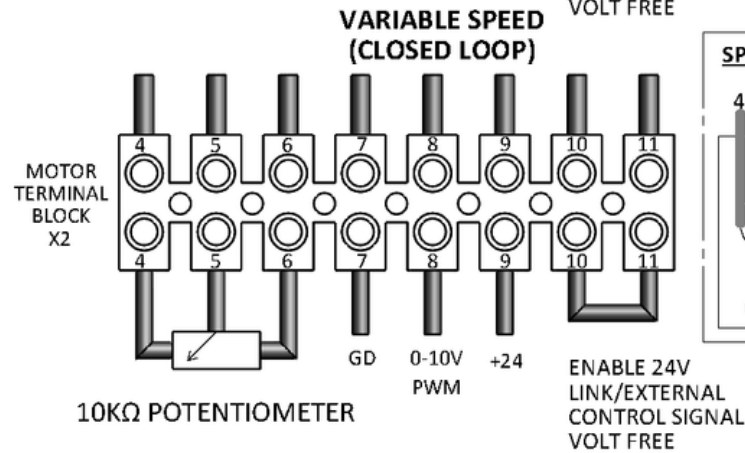 VOLT FREE
VARIABLE SPEED
(CLOSED LOOP)
SP
4
4 5 6 7 8 9 10 11
MOTOR
TERMINAL
BLOCK
X2
4 5 6 7 8 9 10 11
GD 0-10V +24
PWM
10KΩ POTENTIOMETER
ENABLE 24V
LINK/EXTERNAL
CONTROL SIGNAL
VOLT FREE